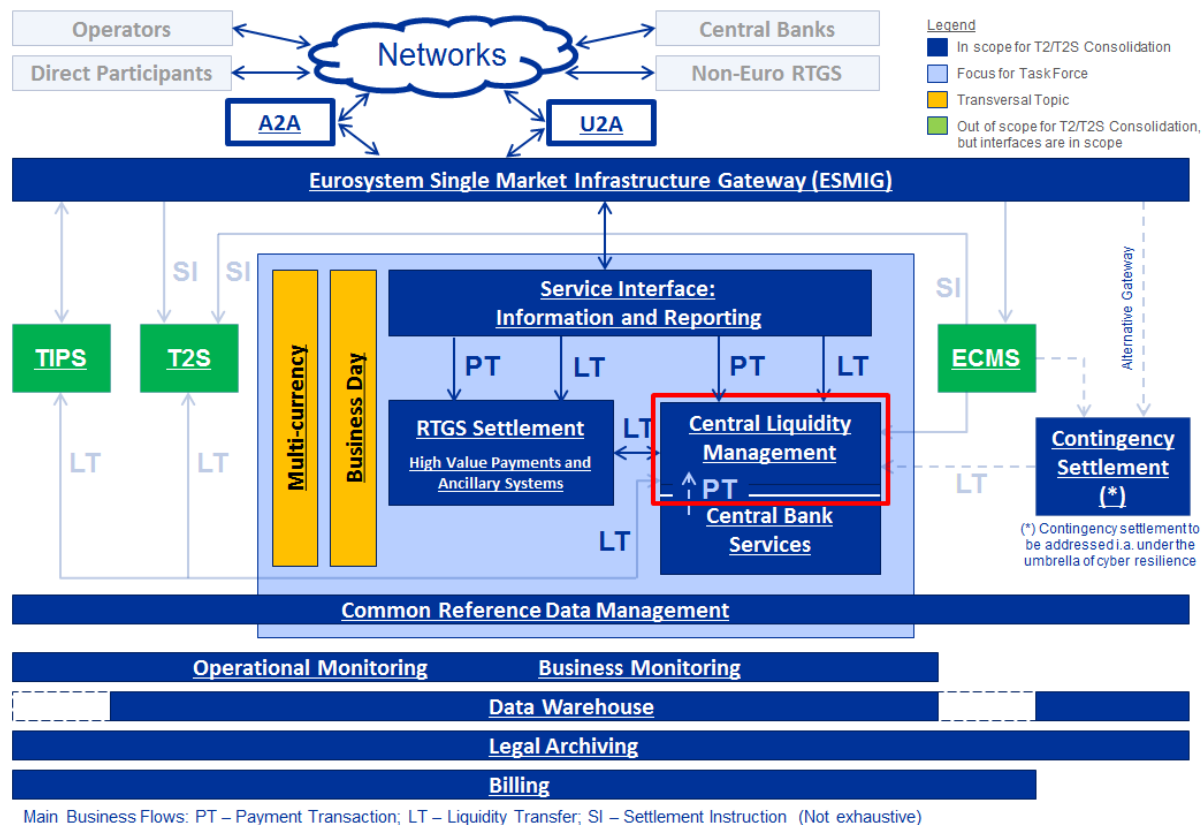 Operators
Direct Participants
Networks
Central Banks
Non-Euro RTGS
Legend
In scope for T2/T2S Consolidation
Focus for Task Force
Transversal Topic
Out of scope for T2/T2S Consolidation,
but interfaces are in scope
A2A
U2A
Eurosystem Single Market Infrastructure Gateway (ESMIG)
SI
SI
SI
Alternative Gateway
Service Interface:
Information and Reporting
TIPS
T2S
Multi-currency
Business Day
PT
LT
PT
LT
ECMS
RTGS Settlement
High Value Payments and
Ancillary Systems
LT
Central Liquidity
Management
PT
Central Bank
Services
Contingency
Settlement
(*)
LT
LT
LT
LT
(*) Contingency settlement to
be addressed i.a. under the
umbrella of cyber resilience
Common Reference Data Management
Operational Monitoring
Business Monitoring
Data Warehouse
Legal Archiving
Billing
Main Business Flows: PT – Payment Transaction; LT – Liquidity Transfer; SI – Settlement Instruction (Not exhaustive)